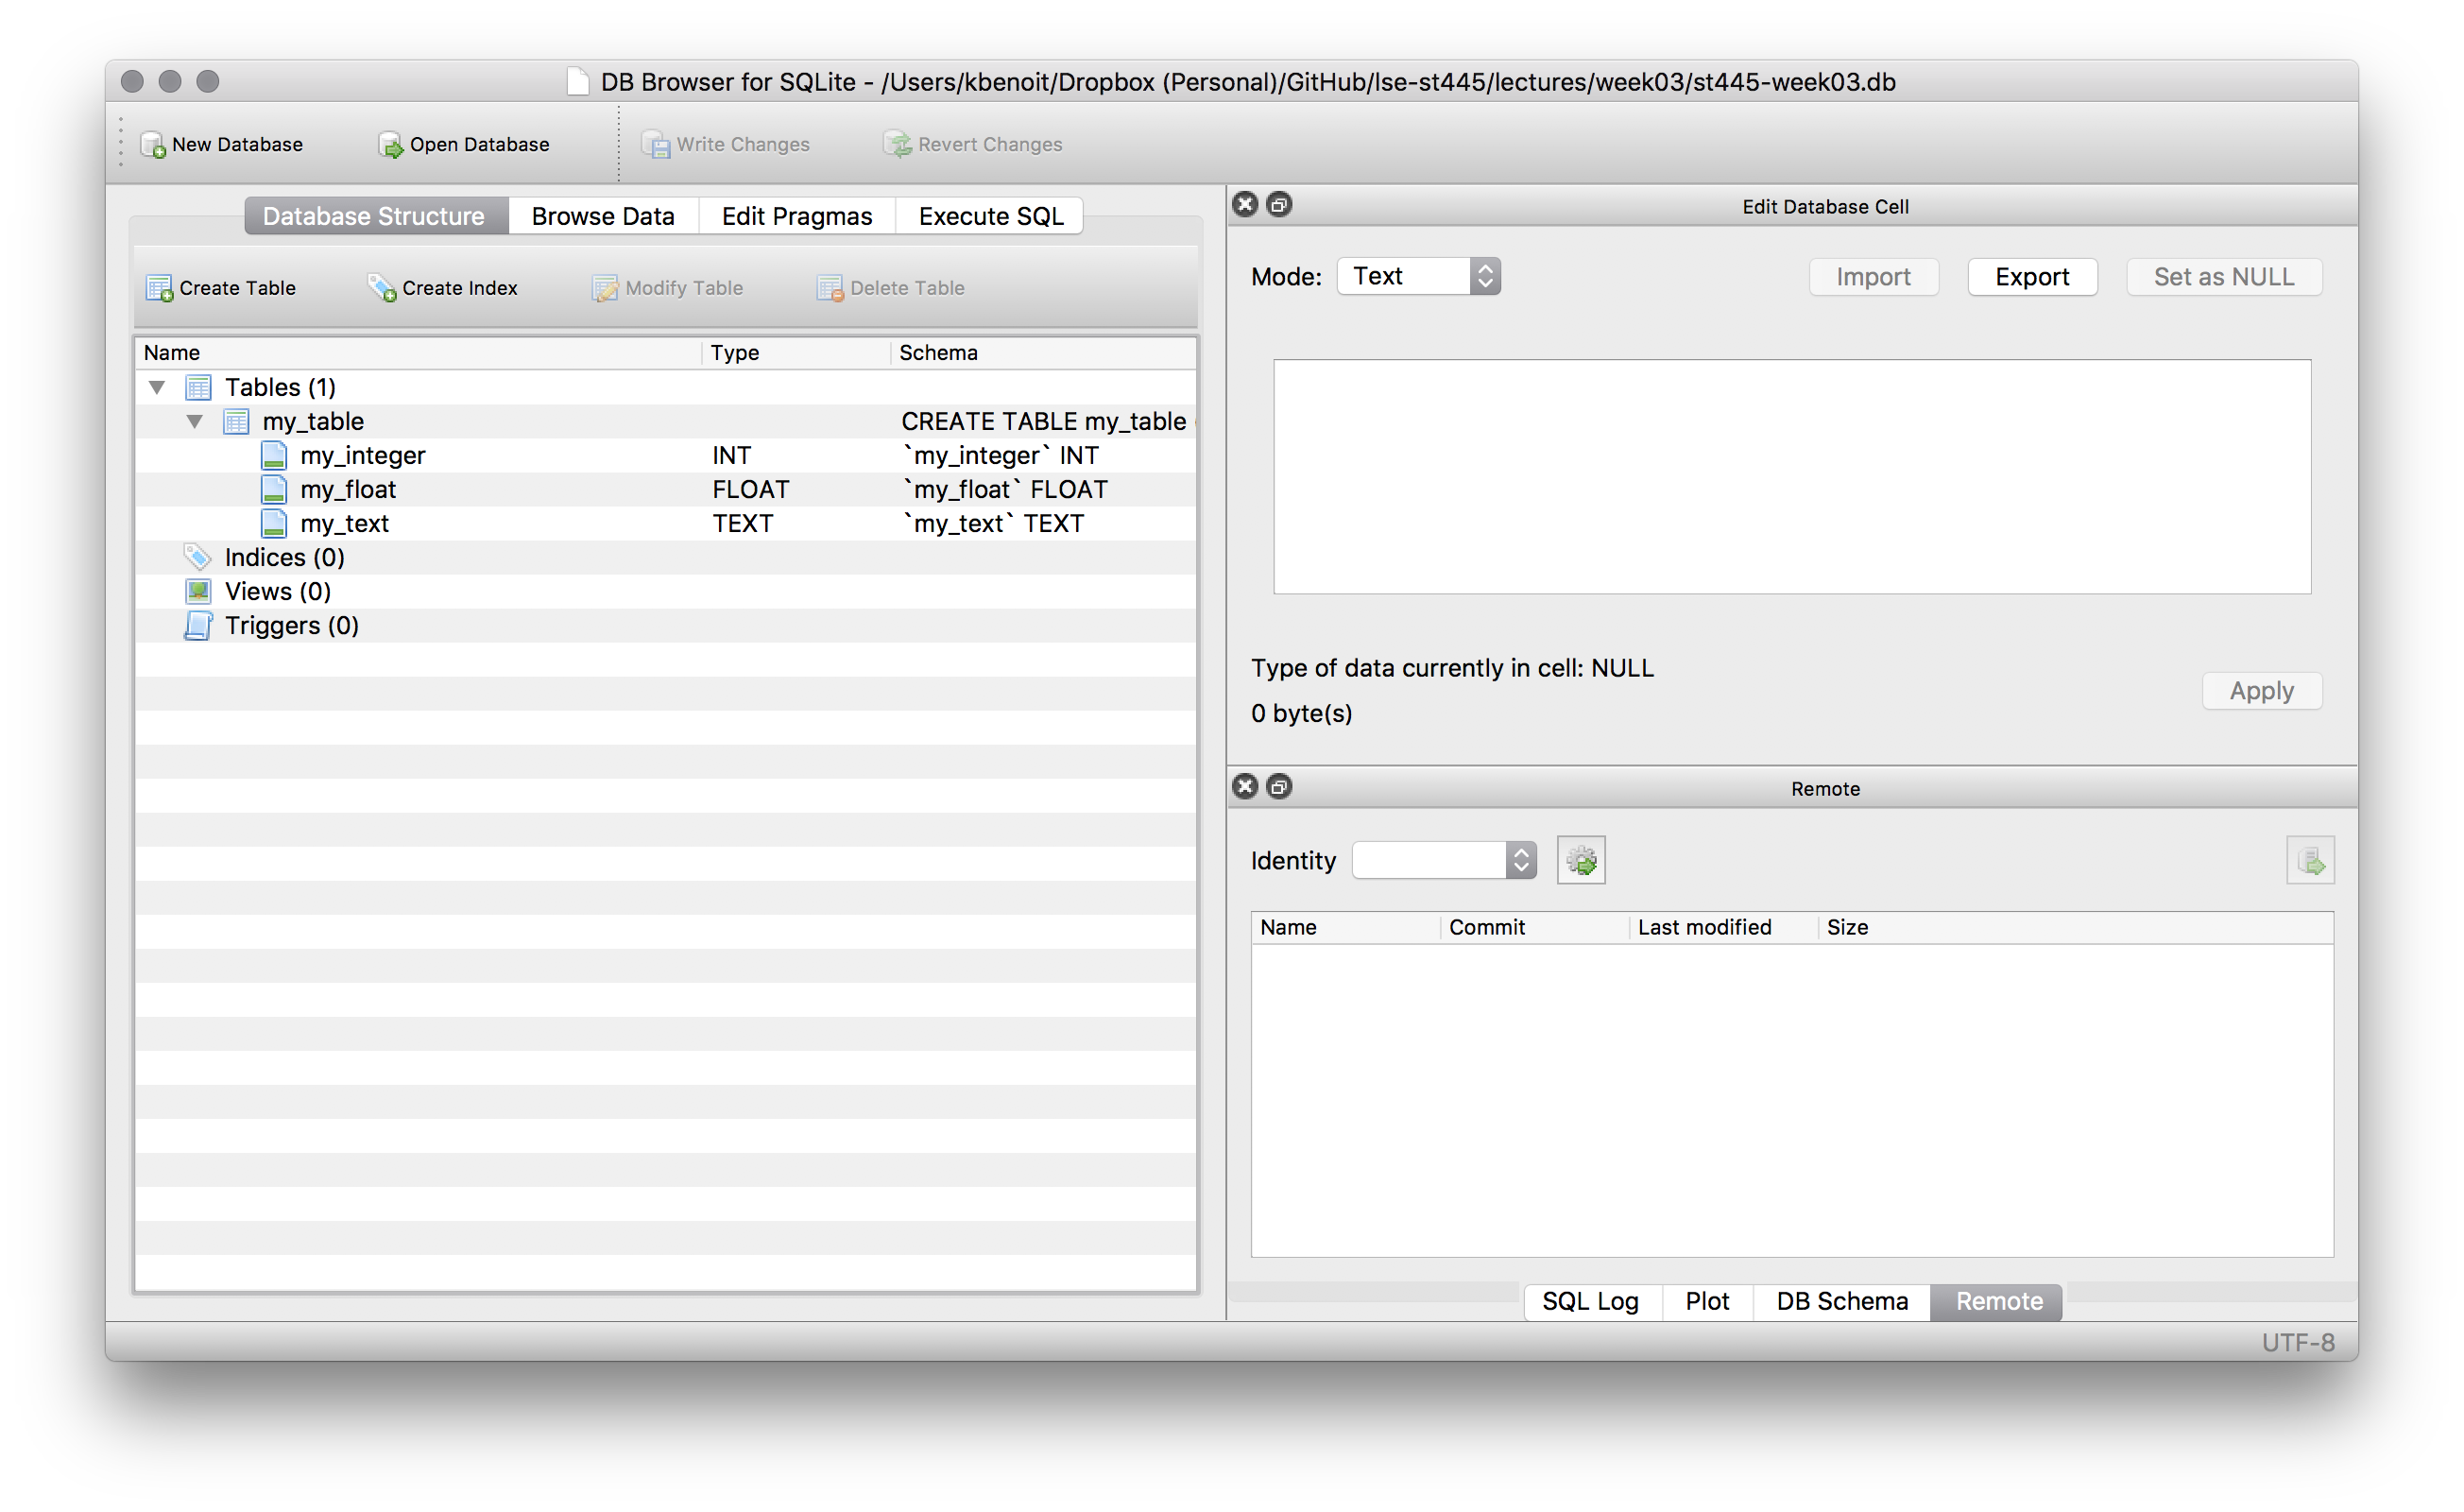 DB Browser for SQLite - /Users/kbenoit/Dropbox (Personal)/GitHub/lse-st445/lectures/week03/st445-week03.db
New Database Open Database Write Changes Revert Changes
Database Structure Browse Data Edit Pragmas Execute SQL
Create Table Create Index Modify Table Delete Table
Name Type Schema
Tables (1)
my_table CREATE TABLE my_table
my_integer INT `my_integer` INT
my_float FLOAT `my_float` FLOAT
my_text TEXT `my_text` TEXT
Indices (0)
Views (0)
Triggers (0)
Edit Database Cell
Mode: Text Import Export Set as NULL
Type of data currently in cell: NULL
0 byte(s)
Apply
Remote
Identity
Name Commit Last modified Size
SQL Log Plot DB Schema Remote
UTF-8